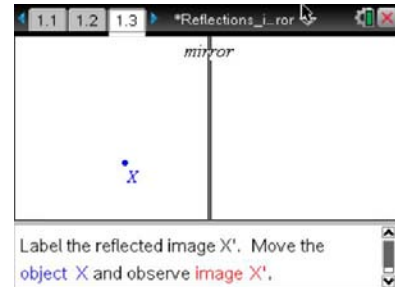 1.1 1.2 1.3 *Reflections_i…ror
mirror
X
Label the reflected image X'. Move the
object X and observe image X'.